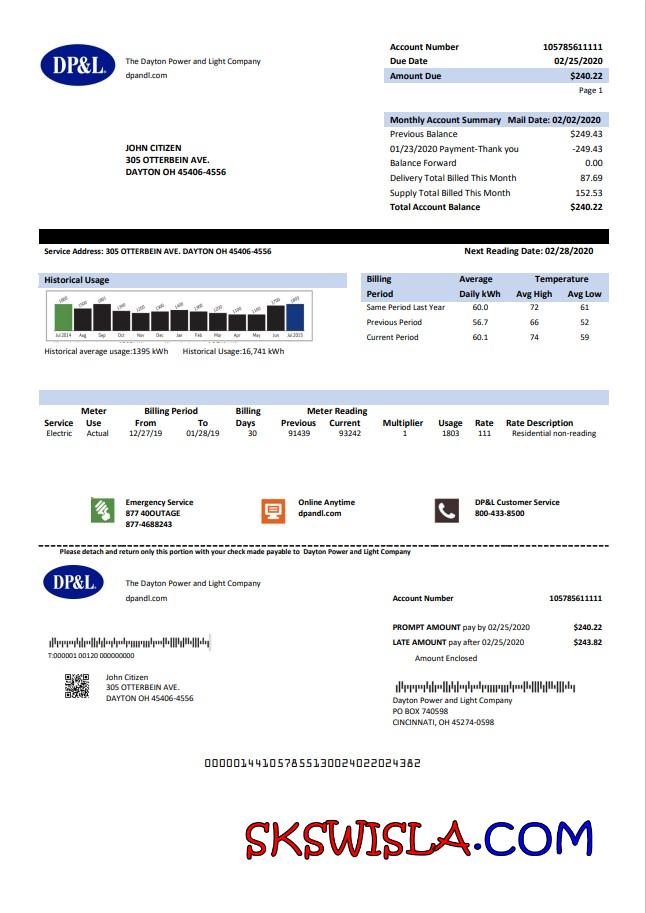 DP&L.
The Dayton Power and Light Company
dpandl.com
Account Number 105785611111
Due Date 02/25/2020
Amount Due $240.22
Page 1
Monthly Account Summary Mail Date: 02/02/2020
Previous Balance $249.43
01/23/2020 Payment-Thank you -249.43
Balance Forward 0.00
Delivery Total Billed This Month 87.69
Supply Total Billed This Month 152.53
Total Account Balance $240.22
JOHN CITIZEN
305 OTTERBEIN AVE.
DAYTON OH 45406-4556
Service Address: 305 OTTERBEIN AVE. DAYTON OH 45406-4556
Next Reading Date: 02/28/2020
Historical Usage
Jul 2014 Aug Sep Oct Nov Dec Jan Feb Mar Apr May Jun Jul 2015
Historical average usage:1395 kWh Historical Usage:16,741 kWh
Billing Average Temperature
Period Daily kWh Avg High Avg Low
Same Period Last Year 60.0 72 61
Previous Period 56.7 66 52
Current Period 60.1 74 59
Meter Billing Period Billing Meter Reading
Service Use From To Days Previous Current Multiplier Usage Rate Rate Description
Electric Actual 12/27/19 01/28/19 30 91439 93242 1 1803 111 Residential non-reading
Emergency Service
877 40OUTAGE
877-4688243
Online Anytime
dpandl.com
DP&L Customer Service
800-433-8500
Please detach and return only this portion with your check made payable to Dayton Power and Light Company
DP&L.
The Dayton Power and Light Company
dpandl.com
Account Number 105785611111
PROMPT AMOUNT pay by 02/25/2020 $240.22
LATE AMOUNT pay after 02/25/2020 $243.82
Amount Enclosed
T:000001 00120 000000000
John Citizen
305 OTTERBEIN AVE.
DAYTON OH 45406-4556
Dayton Power and Light Company
PO BOX 740598
CINCINNATI, OH 45274-0598
000001441057855130024022024382
SKSWISLA.COM